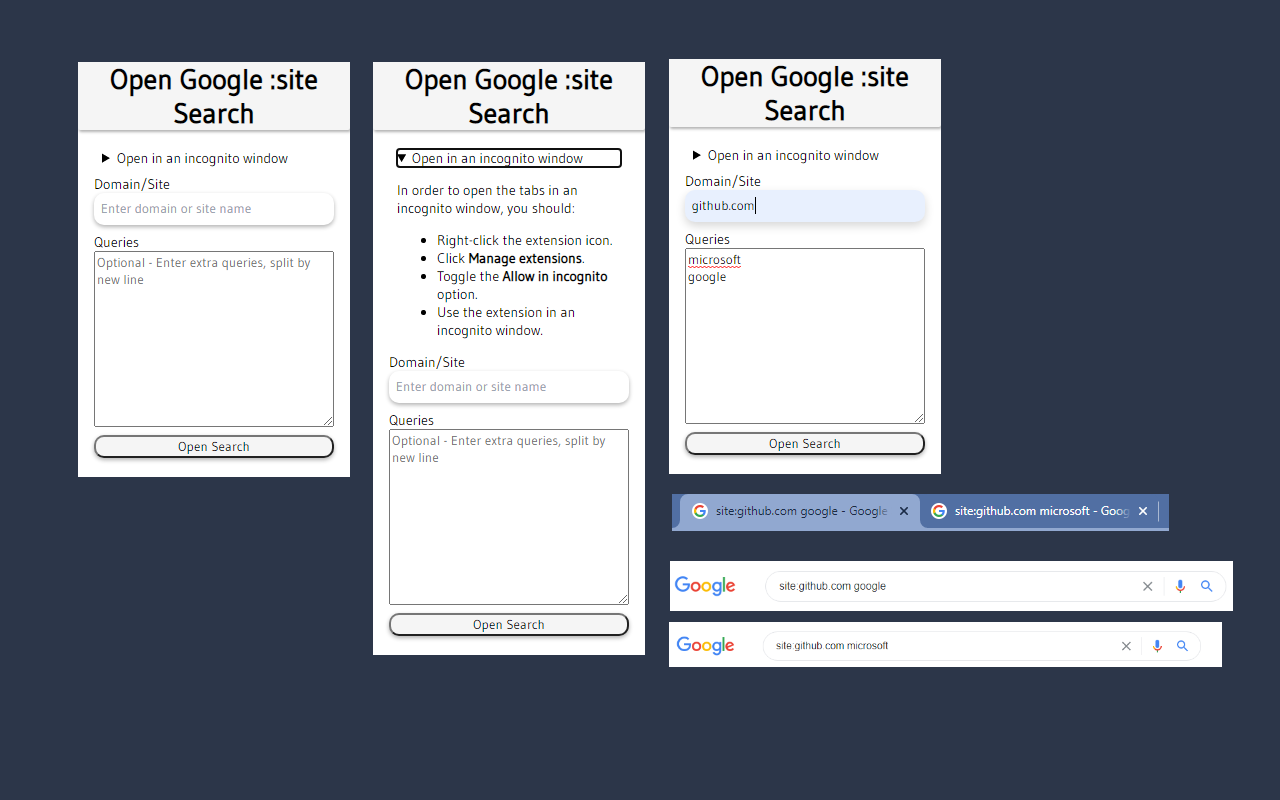 Open Google :site
Search
Open in an incognito window
Domain/Site
Enter domain or site name
Queries
Optional - Enter extra queries, split by
new line
Open Search
Open Google :site
Search
Open in an incognito window
In order to open the tabs in an
incognito window, you should:
Right-click the extension icon.
Click Manage extensions.
Toggle the Allow in incognito
option.
Use the extension in an
incognito window.
Domain/Site
Enter domain or site name
Queries
Optional - Enter extra queries, split by
new line
Open Search
Open Google :site
Search
Open in an incognito window
Domain/Site
github.com
Queries
microsoft
google
Open Search
site:github.com google - Google
site:github.com microsoft - Goog
Google
site:github.com google
Google
site:github.com microsoft